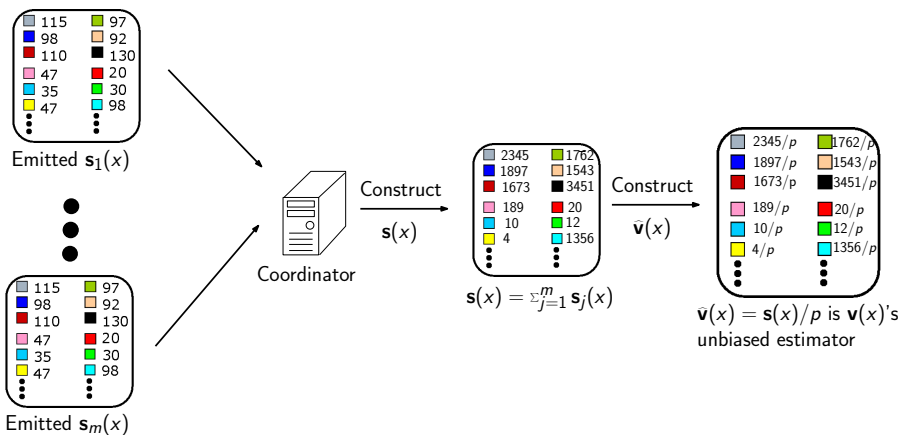 115 97
98 92
110 130
47 20
35 30
47 98
Emitted s₁(x)
115 97
98 92
110 130
47 20
35 30
47 98
Emitted sₘ(x)
Coordinator
Construct
s(x)
2345 1762
1897 1543
1673 3451
189 20
10 12
4 1356
s(x) = Σᵐⱼ₌₁ sⱼ(x)
Construct
v̂(x)
2345/p 1762/p
1897/p 1543/p
1673/p 3451/p
189/p 20/p
10/p 12/p
4/p 1356/p
v̂(x) = s(x)/p is v(x)'s
unbiased estimator